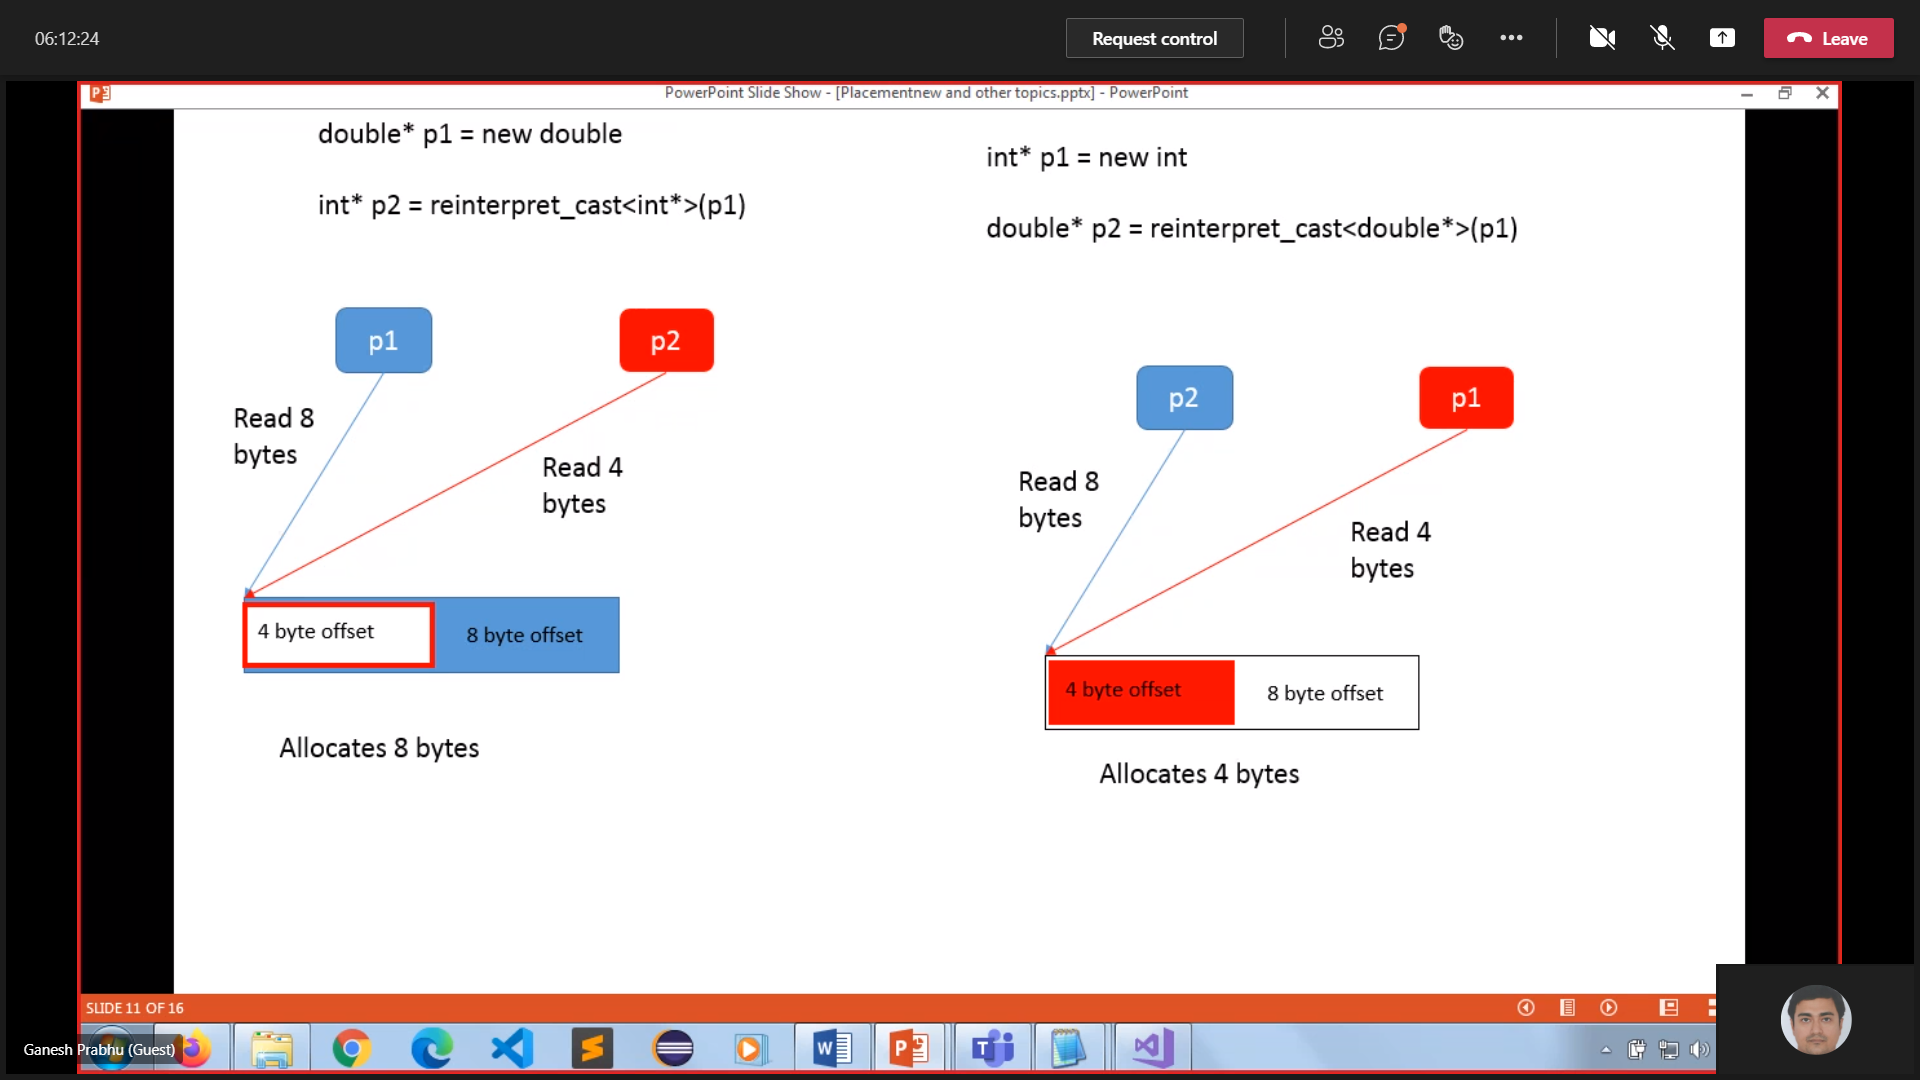 06:12:24
Request control
Leave
PowerPoint Slide Show - [Placementnew and other topics.pptx] - PowerPoint
double* p1 = new double
int* p2 = reinterpret_cast<int*>(p1)
p1
p2
Read 8
bytes
Read 4
bytes
4 byte offset
8 byte offset
Allocates 8 bytes
int* p1 = new int
double* p2 = reinterpret_cast<double*>(p1)
p2
p1
Read 8
bytes
Read 4
bytes
4 byte offset
8 byte offset
Allocates 4 bytes
SLIDE 11 OF 16
Ganesh Prabhu (Guest)